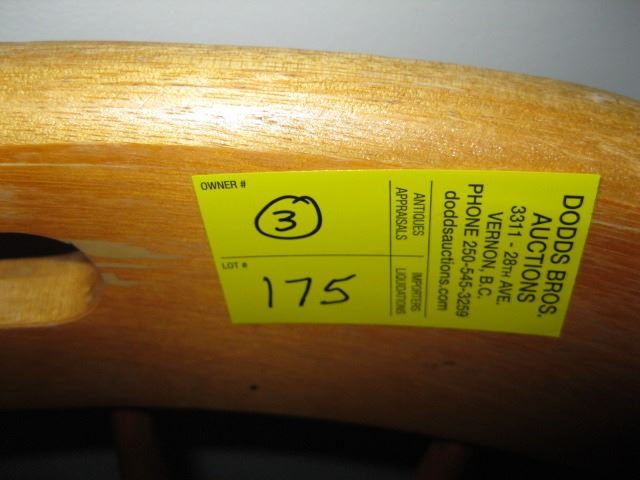 DODDS BROS.
AUCTIONS
3311 - 28TH AVE.
VERNON, B.C.
PHONE 250-545-3259
doddsauctions.com
ANTIQUES
APPRAISALS
IMPORTERS
LIQUIDATIONS
OWNER #
3
LOT #
175